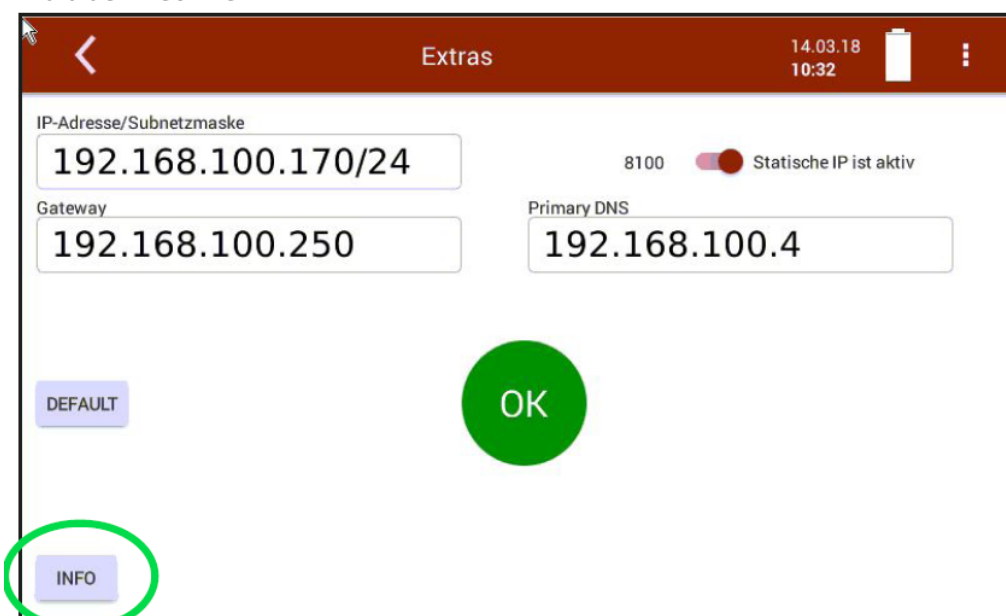 Extras
14.03.18
10:32
IP-Adresse/Subnetzmaske
192.168.100.170/24
8100 Statische IP ist aktiv
Gateway
192.168.100.250
Primary DNS
192.168.100.4
DEFAULT
OK
INFO